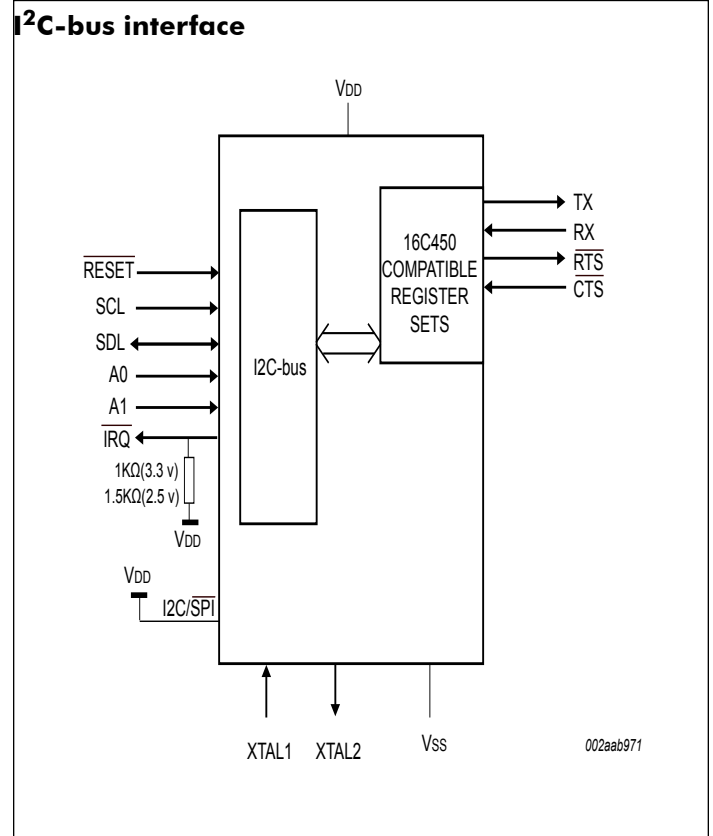 I²C-bus interface
VDD
RESET
SCL
SDL
A0
A1
IRQ
1KΩ(3.3 v)
1.5KΩ(2.5 v)
VDD
VDD
I2C/SPI
I2C-bus
16C450
COMPATIBLE
REGISTER
SETS
TX
RX
RTS
CTS
XTAL1
XTAL2
VSS
002aab971